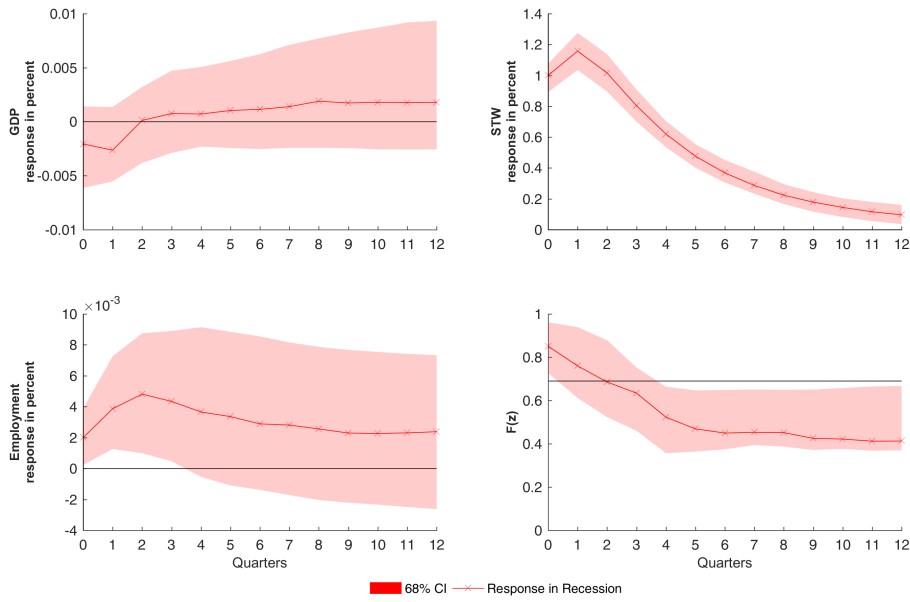 0.01
0.005
0
-0.005
-0.01
GDP
response in percent
0 1 2 3 4 5 6 7 8 9 10 11 12
1.4
1.2
1
0.8
0.6
0.4
0.2
0
STW
response in percent
0 1 2 3 4 5 6 7 8 9 10 11 12
×10⁻³
10
8
6
4
2
0
-2
-4
Employment
response in percent
0 1 2 3 4 5 6 7 8 9 10 11 12
Quarters
1
0.8
0.6
0.4
0.2
0
F(z)
0 1 2 3 4 5 6 7 8 9 10 11 12
Quarters
68% CI
Response in Recession